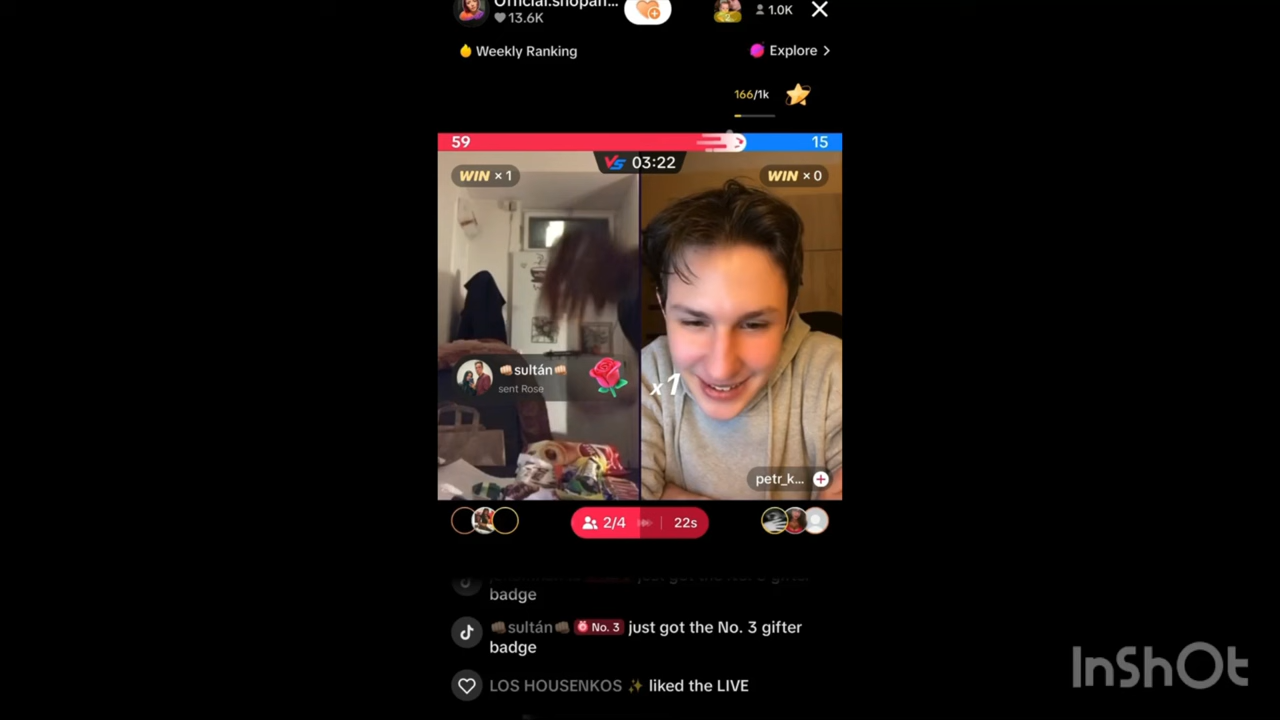 Official.shopan...
13.6K
1.0K
Weekly Ranking
Explore >
166/1k
59
15
VS 03:22
WIN × 1
WIN × 0
👊🏼sultán👊🏼
sent Rose
x1
petr_k...
2/4
22s
badge
👊🏼sultán👊🏼 No. 3 just got the No. 3 gifter
badge
LOS HOUSENKOS ✨ liked the LIVE
InShOt